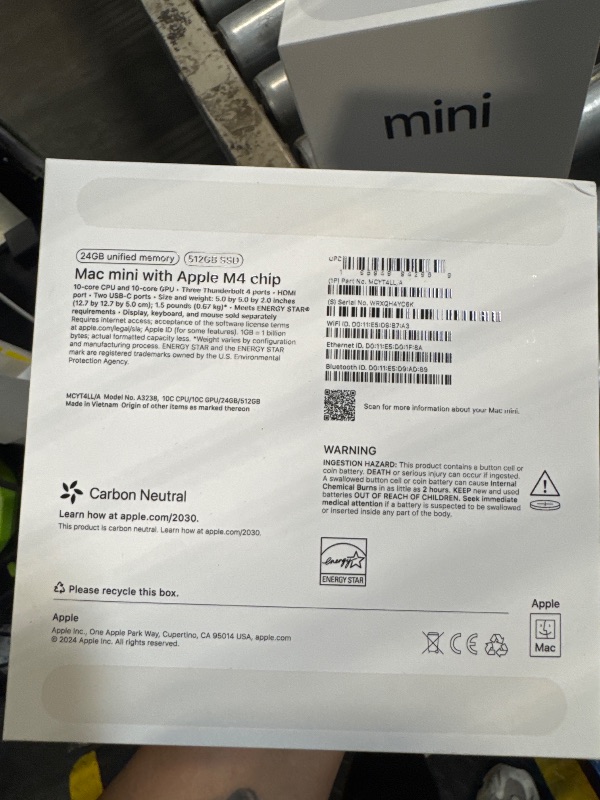 mini
24GB unified memory 512GB SSD
Mac mini with Apple M4 chip
10-core CPU and 10-core GPU • Three Thunderbolt 4 ports • HDMI
port • Two USB-C ports • Size and weight: 5.0 by 5.0 by 2.0 inches
(12.7 by 12.7 by 5.0 cm); 1.5 pounds (0.67 kg)* • Meets ENERGY STAR®
requirements • Display, keyboard, and mouse sold separately
Requires internet access; acceptance of the software license terms
at apple.com/legal/sla; Apple ID (for some features). 1GB = 1 billion
bytes; actual formatted capacity less. *Weight varies by configuration
and manufacturing process. ENERGY STAR and the ENERGY STAR
mark are registered trademarks owned by the U.S. Environmental
Protection Agency.
MCYT4LL/A Model No. A3238, 10C CPU/10C GPU/24GB/512GB
Made in Vietnam Origin of other items as marked thereon
UPC
(1P) Part No. MCYT4LL/A
(S) Serial No.
WiFi ID.
Ethernet ID.
Bluetooth ID.
Scan for more information about your Mac mini.
WARNING
INGESTION HAZARD: This product contains a button cell or
coin battery. DEATH or serious injury can occur if ingested.
A swallowed button cell or coin battery can cause Internal
Chemical Burns in as little as 2 hours. KEEP new and used
batteries OUT OF REACH OF CHILDREN. Seek immediate
medical attention if a battery is suspected to be swallowed
or inserted inside any part of the body.
Carbon Neutral
Learn how at apple.com/2030.
This product is carbon neutral. Learn how at apple.com/2030.
energy
ENERGY STAR
Please recycle this box.
Apple
Apple Inc., One Apple Park Way, Cupertino, CA 95014 USA, apple.com
© 2024 Apple Inc. All rights reserved.
CE
Apple
Mac